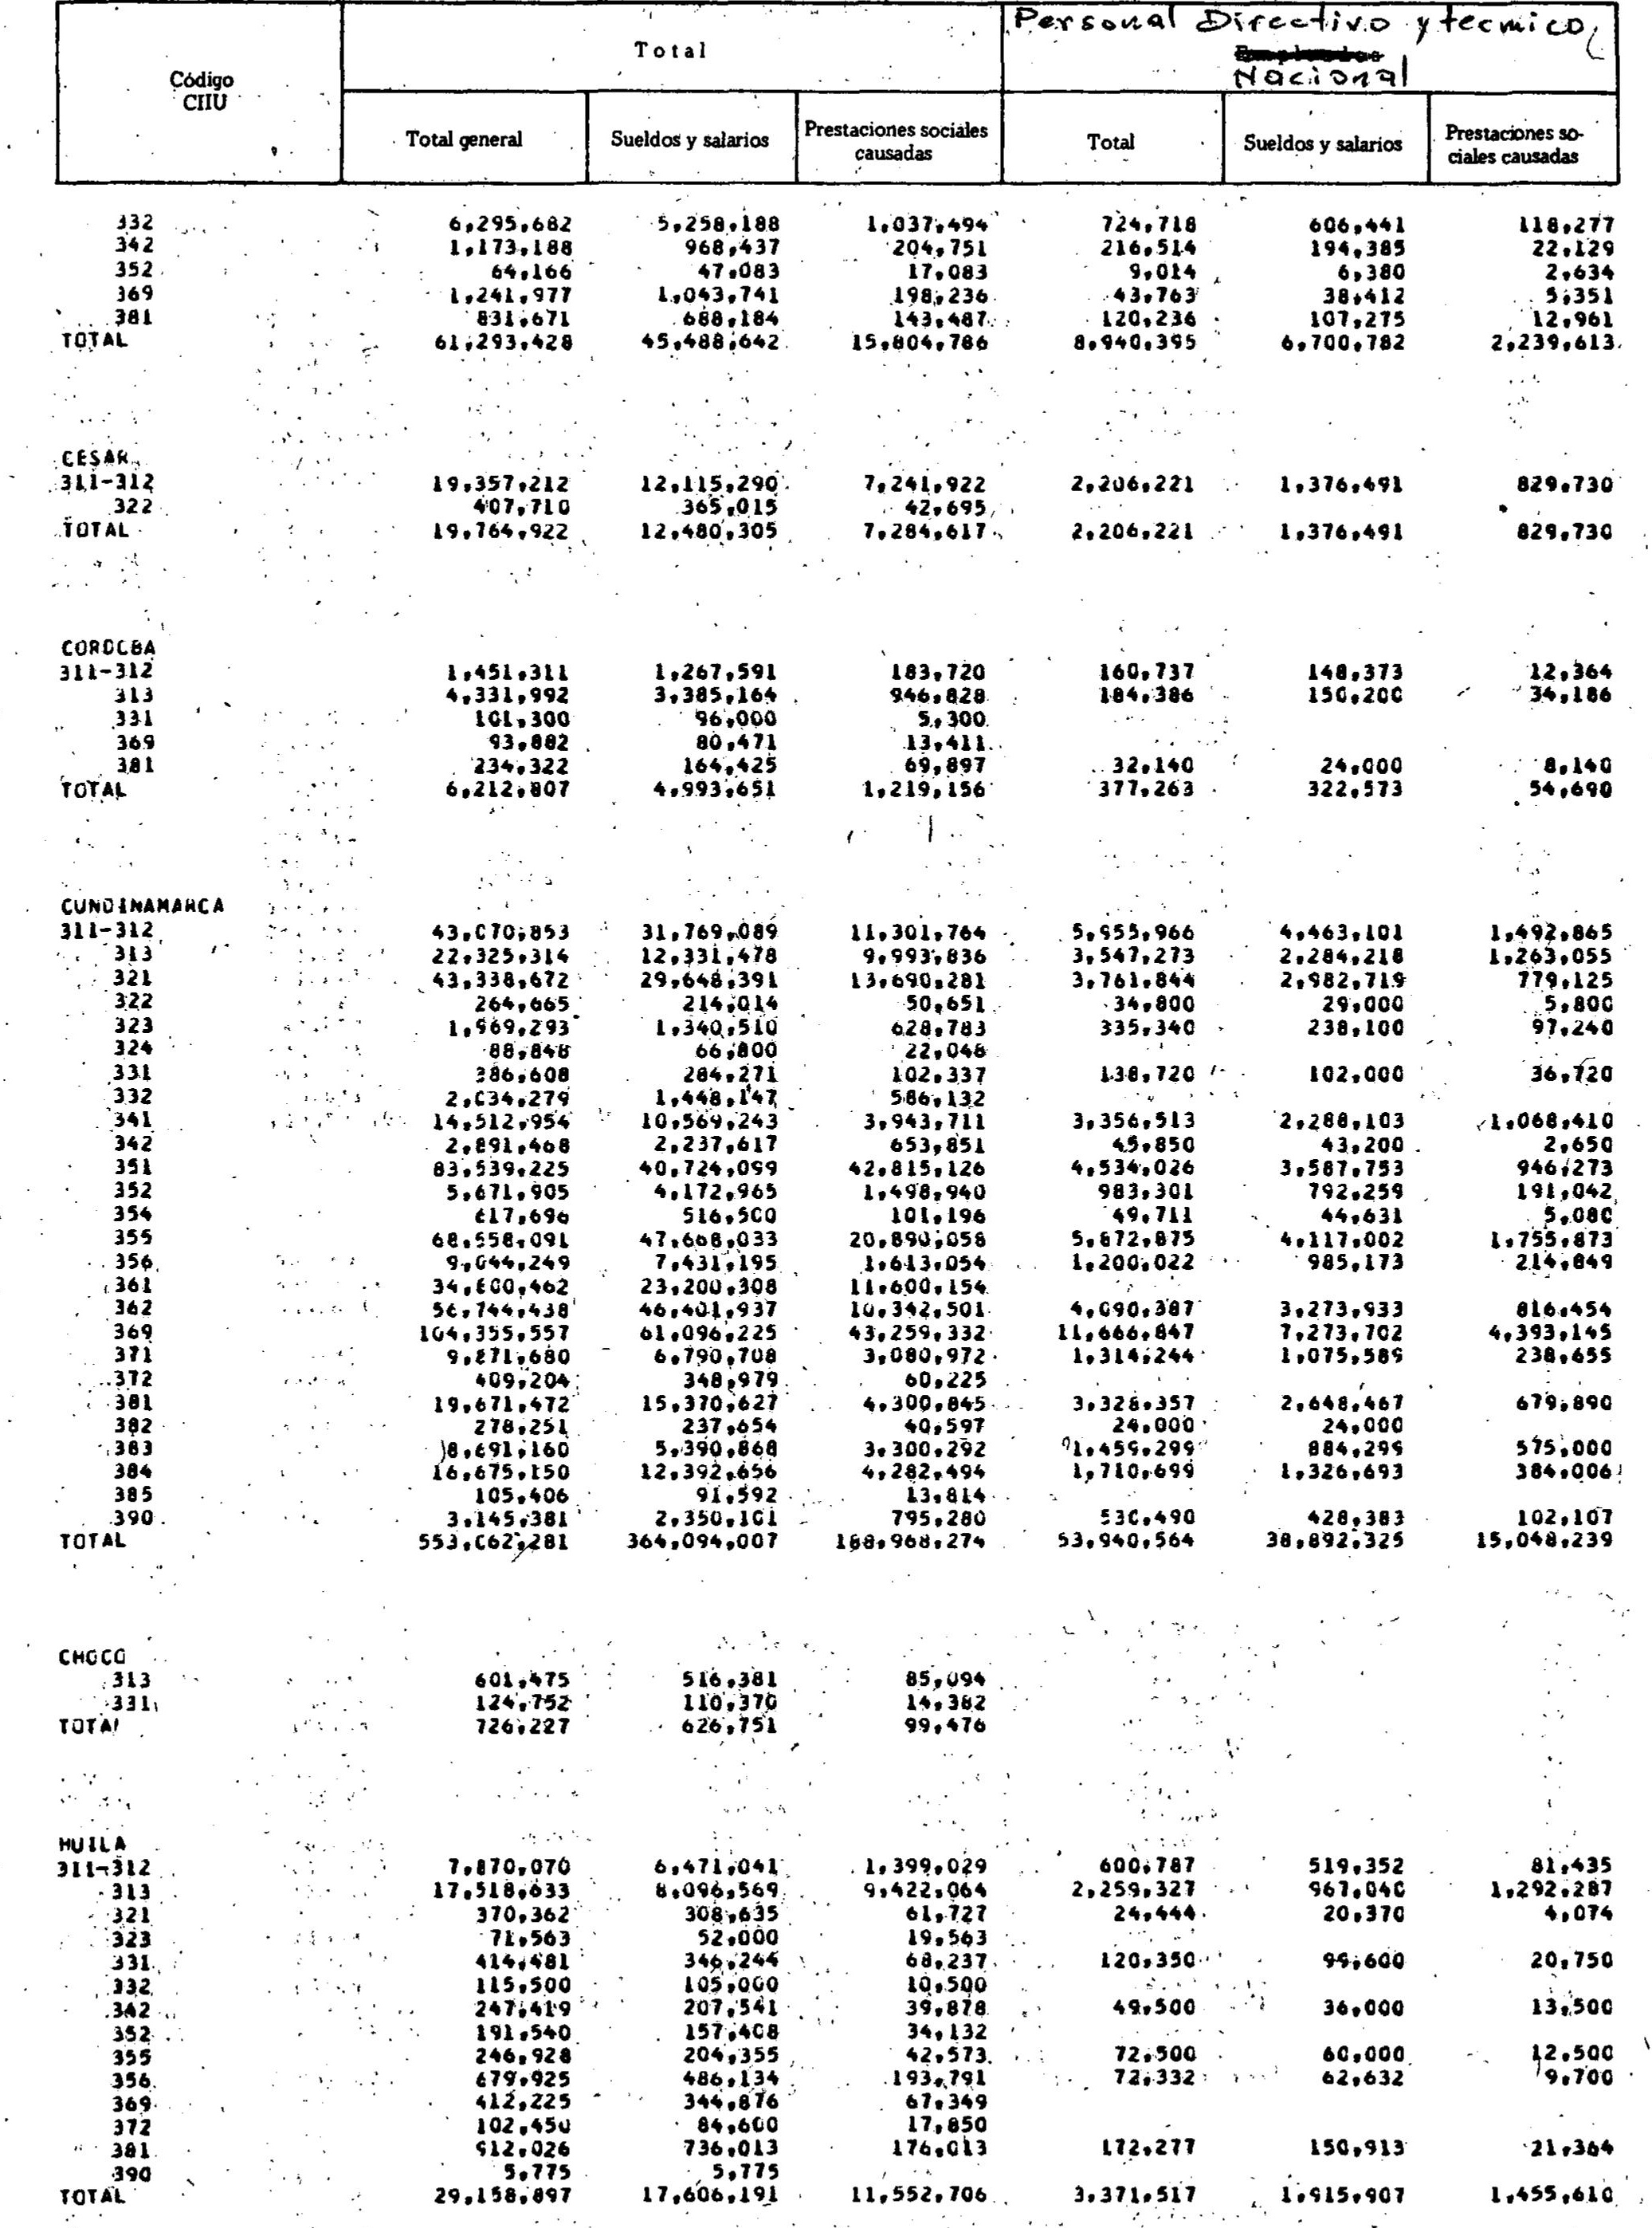 Personal Directivo y tecmico
Total
Empleados
Nacional
Código
CIIU
Total general Sueldos y salarios Prestaciones sociales causadas Total Sueldos y salarios Prestaciones so-ciales causadas
332 6,295,682 5,258,188 1,037,494 724,718 606,441 118,277
342 1,173,188 968,437 204,751 216,514 194,385 22,129
352 64,166 47,083 17,083 9,014 6,380 2,634
369 1,241,977 1,043,741 198,236 43,763 38,412 5,351
381 831,671 688,184 143,487 120,236 107,275 12,961
TOTAL 61,293,428 45,488,642 15,804,786 8,940,395 6,700,782 2,239,613
CESAR
311-312 19,357,212 12,115,290 7,241,922 2,206,221 1,376,491 829,730
322 407,710 365,015 42,695
TOTAL 19,764,922 12,480,305 7,284,617 2,206,221 1,376,491 829,730
CORDOBA
311-312 1,451,311 1,267,591 183,720 160,737 148,373 12,364
313 4,331,992 3,385,164 946,828 184,386 150,200 34,186
331 101,300 96,000 5,300
369 93,882 80,471 13,411
381 234,322 164,425 69,897 32,140 24,000 8,140
TOTAL 6,212,807 4,993,651 1,219,156 377,263 322,573 54,690
CUNDINAMARCA
311-312 43,070,853 31,769,089 11,301,764 5,955,966 4,463,101 1,492,865
313 22,325,314 12,331,478 9,993,836 3,547,273 2,284,218 1,263,055
321 43,338,672 29,648,391 13,690,281 3,761,844 2,982,719 779,125
322 264,665 214,014 50,651 34,800 29,000 5,800
323 1,969,293 1,340,510 628,783 335,340 238,100 97,240
324 88,848 66,800 22,048
331 386,608 284,271 102,337 138,720 102,000 36,720
332 2,034,279 1,448,147 586,132
341 14,512,954 10,569,243 3,943,711 3,356,513 2,288,103 1,068,410
342 2,891,468 2,237,617 653,851 45,850 43,200 2,650
351 83,539,225 40,724,099 42,815,126 4,534,026 3,587,753 946,273
352 5,671,905 4,172,965 1,498,940 983,301 792,259 191,042
354 617,696 516,500 101,196 49,711 44,631 5,080
355 68,558,091 47,668,033 20,890,058 5,872,875 4,117,002 1,755,873
356 9,044,249 7,431,195 1,613,054 1,200,022 985,173 214,849
361 34,800,462 23,200,308 11,600,154
362 56,744,438 46,401,937 10,342,501 4,090,387 3,273,933 816,454
369 104,355,557 61,096,225 43,259,332 11,666,847 7,273,702 4,393,145
371 9,871,680 6,790,708 3,080,972 1,314,244 1,075,589 238,655
372 409,204 348,979 60,225
381 19,671,472 15,370,627 4,300,845 3,328,357 2,648,467 679,890
382 278,251 237,654 40,597 24,000 24,000
383 8,691,160 5,390,868 3,300,292 1,459,299 884,299 575,000
384 16,675,150 12,392,656 4,282,494 1,710,699 1,326,693 384,006
385 105,406 91,592 13,814
390 3,145,381 2,350,101 795,280 530,490 428,383 102,107
TOTAL 553,062,281 364,094,007 188,968,274 53,940,564 38,892,325 15,048,239
CHOCO
313 601,475 516,381 85,094
331 124,752 110,370 14,382
TOTAL 726,227 626,751 99,476
HUILA
311-312 7,870,070 6,471,041 1,399,029 600,787 519,352 81,435
313 17,518,633 8,096,569 9,422,064 2,259,327 967,040 1,292,287
321 370,362 308,635 61,727 24,444 20,370 4,074
323 71,563 52,000 19,563
331 414,481 346,244 68,237 120,350 99,600 20,750
332 115,500 105,000 10,500
342 247,419 207,541 39,878 49,500 36,000 13,500
352 191,540 157,408 34,132
355 246,928 204,355 42,573 72,500 60,000 12,500
356 679,925 486,134 193,791 72,332 62,632 9,700
369 412,225 344,876 67,349
372 102,450 84,600 17,850
381 912,026 736,013 176,013 172,277 150,913 21,364
390 5,775 5,775
TOTAL 29,158,897 17,606,191 11,552,706 3,371,517 1,915,907 1,455,610